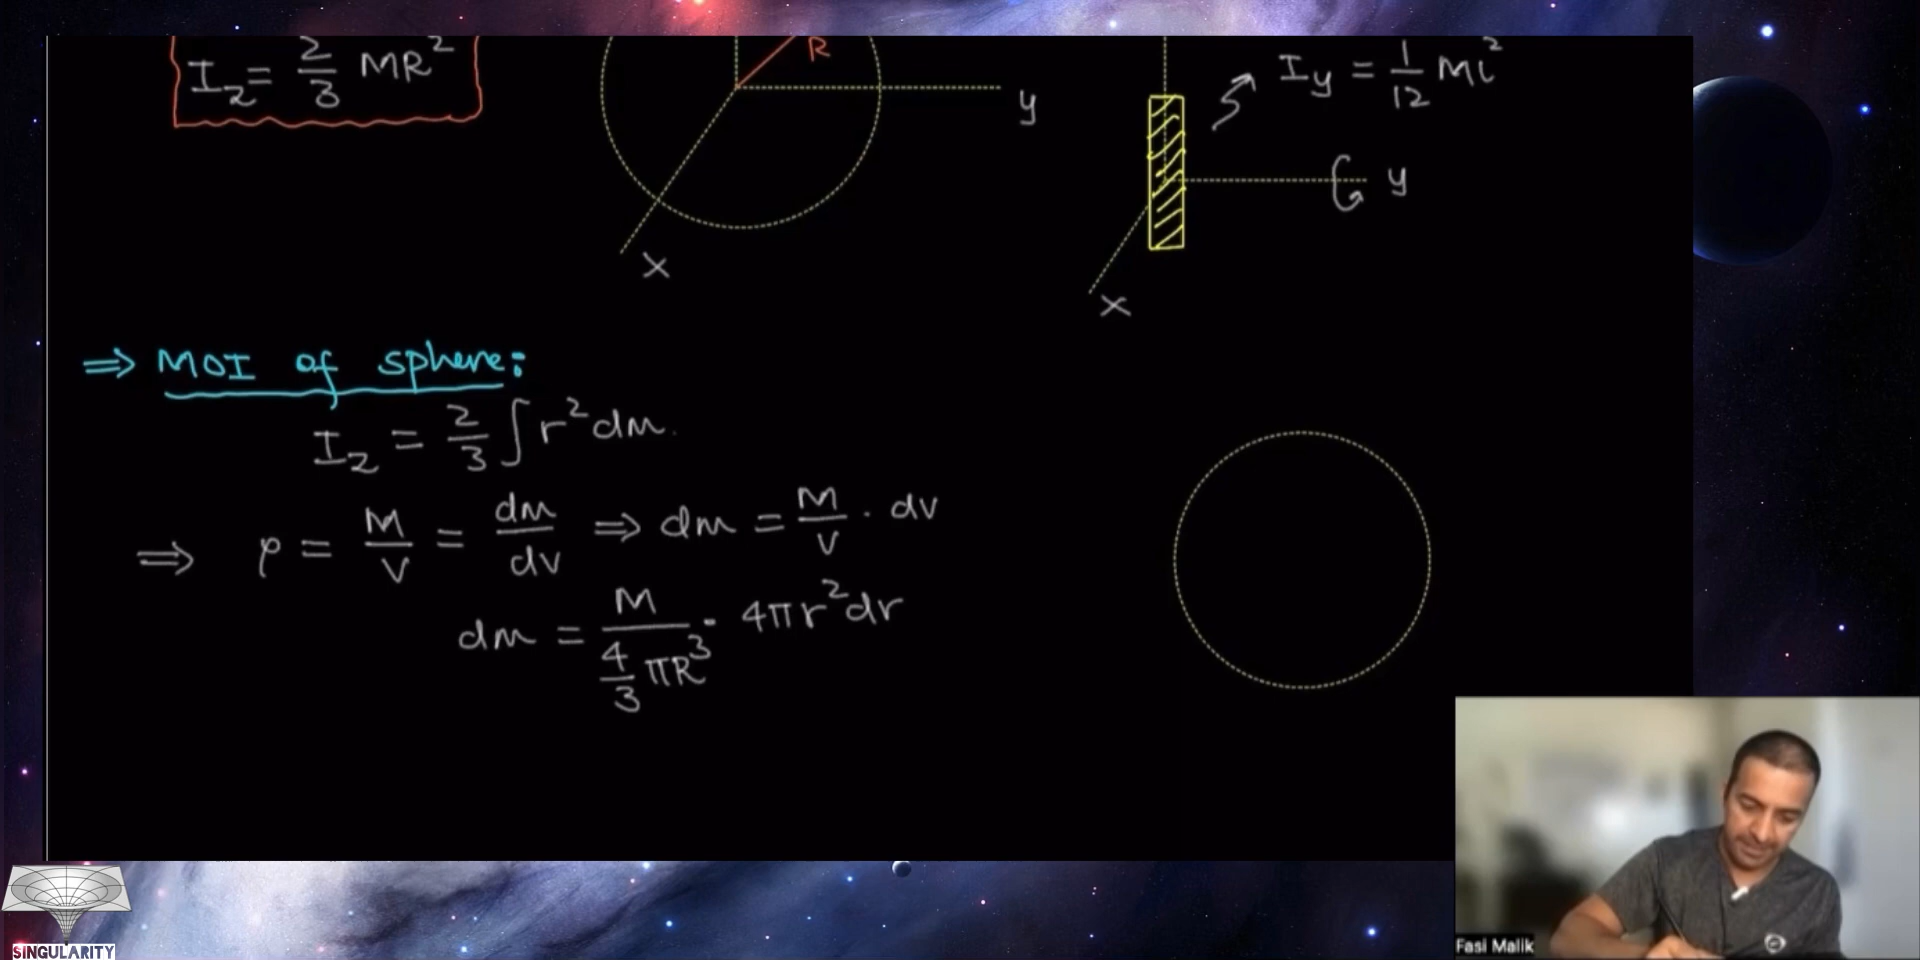 I_z = 2/3 MR²
R
y
x
I_y = 1/12 Ml²
y
x
⇒ MOI of sphere:
I_z = 2/3 ∫ r² dm.
⇒ ρ = M/V = dm/dv ⇒ dm = M/V . dv
dm = M/(4/3 πR³) · 4πr²dr
Fasi Malik
SINGULARITY